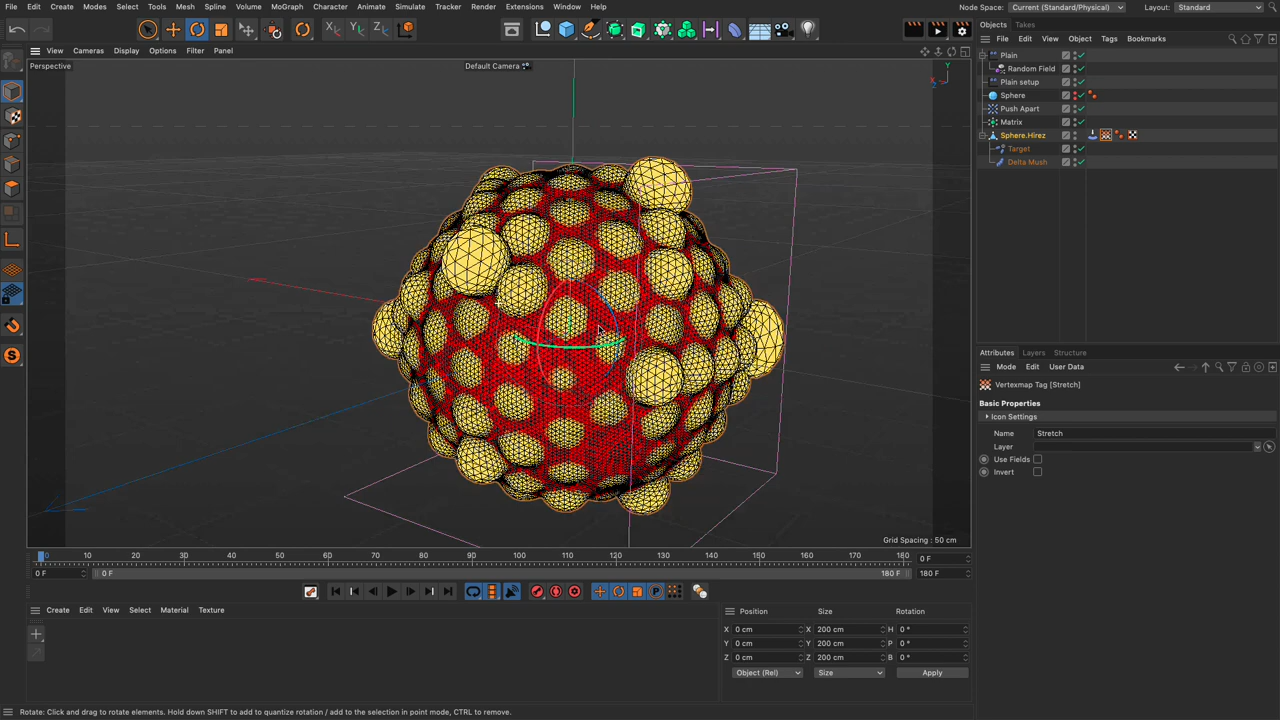 File Edit Create Modes Select Tools Mesh Spline Volume MoGraph Character Animate Simulate Tracker Render Extensions Window Help Node Space: Current (Standard/Physical) Layout: Standard
X Y Z
Objects Takes
File Edit View Object Tags Bookmarks
View Cameras Display Options Filter Panel
Perspective Default Camera
Y
X
Z
Plain
Random Field
Plain setup
Sphere
Push Apart
Matrix
Sphere.Hirez
Target
Delta Mush
Attributes Layers Structure
Mode Edit User Data
Vertexmap Tag [Stretch]
Basic Properties
Icon Settings
Name Stretch
Layer
Use Fields
Invert
Grid Spacing : 50 cm
0 10 20 30 40 50 60 70 80 90 100 110 120 130 140 150 160 170 180 0 F
0 F 0 F 180 F 180 F
P
Create Edit View Select Material Texture
Position Size Rotation
X 0 cm X 200 cm H 0 °
Y 0 cm Y 200 cm P 0 °
Z 0 cm Z 200 cm B 0 °
Object (Rel) Size Apply
Rotate: Click and drag to rotate elements. Hold down SHIFT to add to quantize rotation / add to the selection in point mode, CTRL to remove.